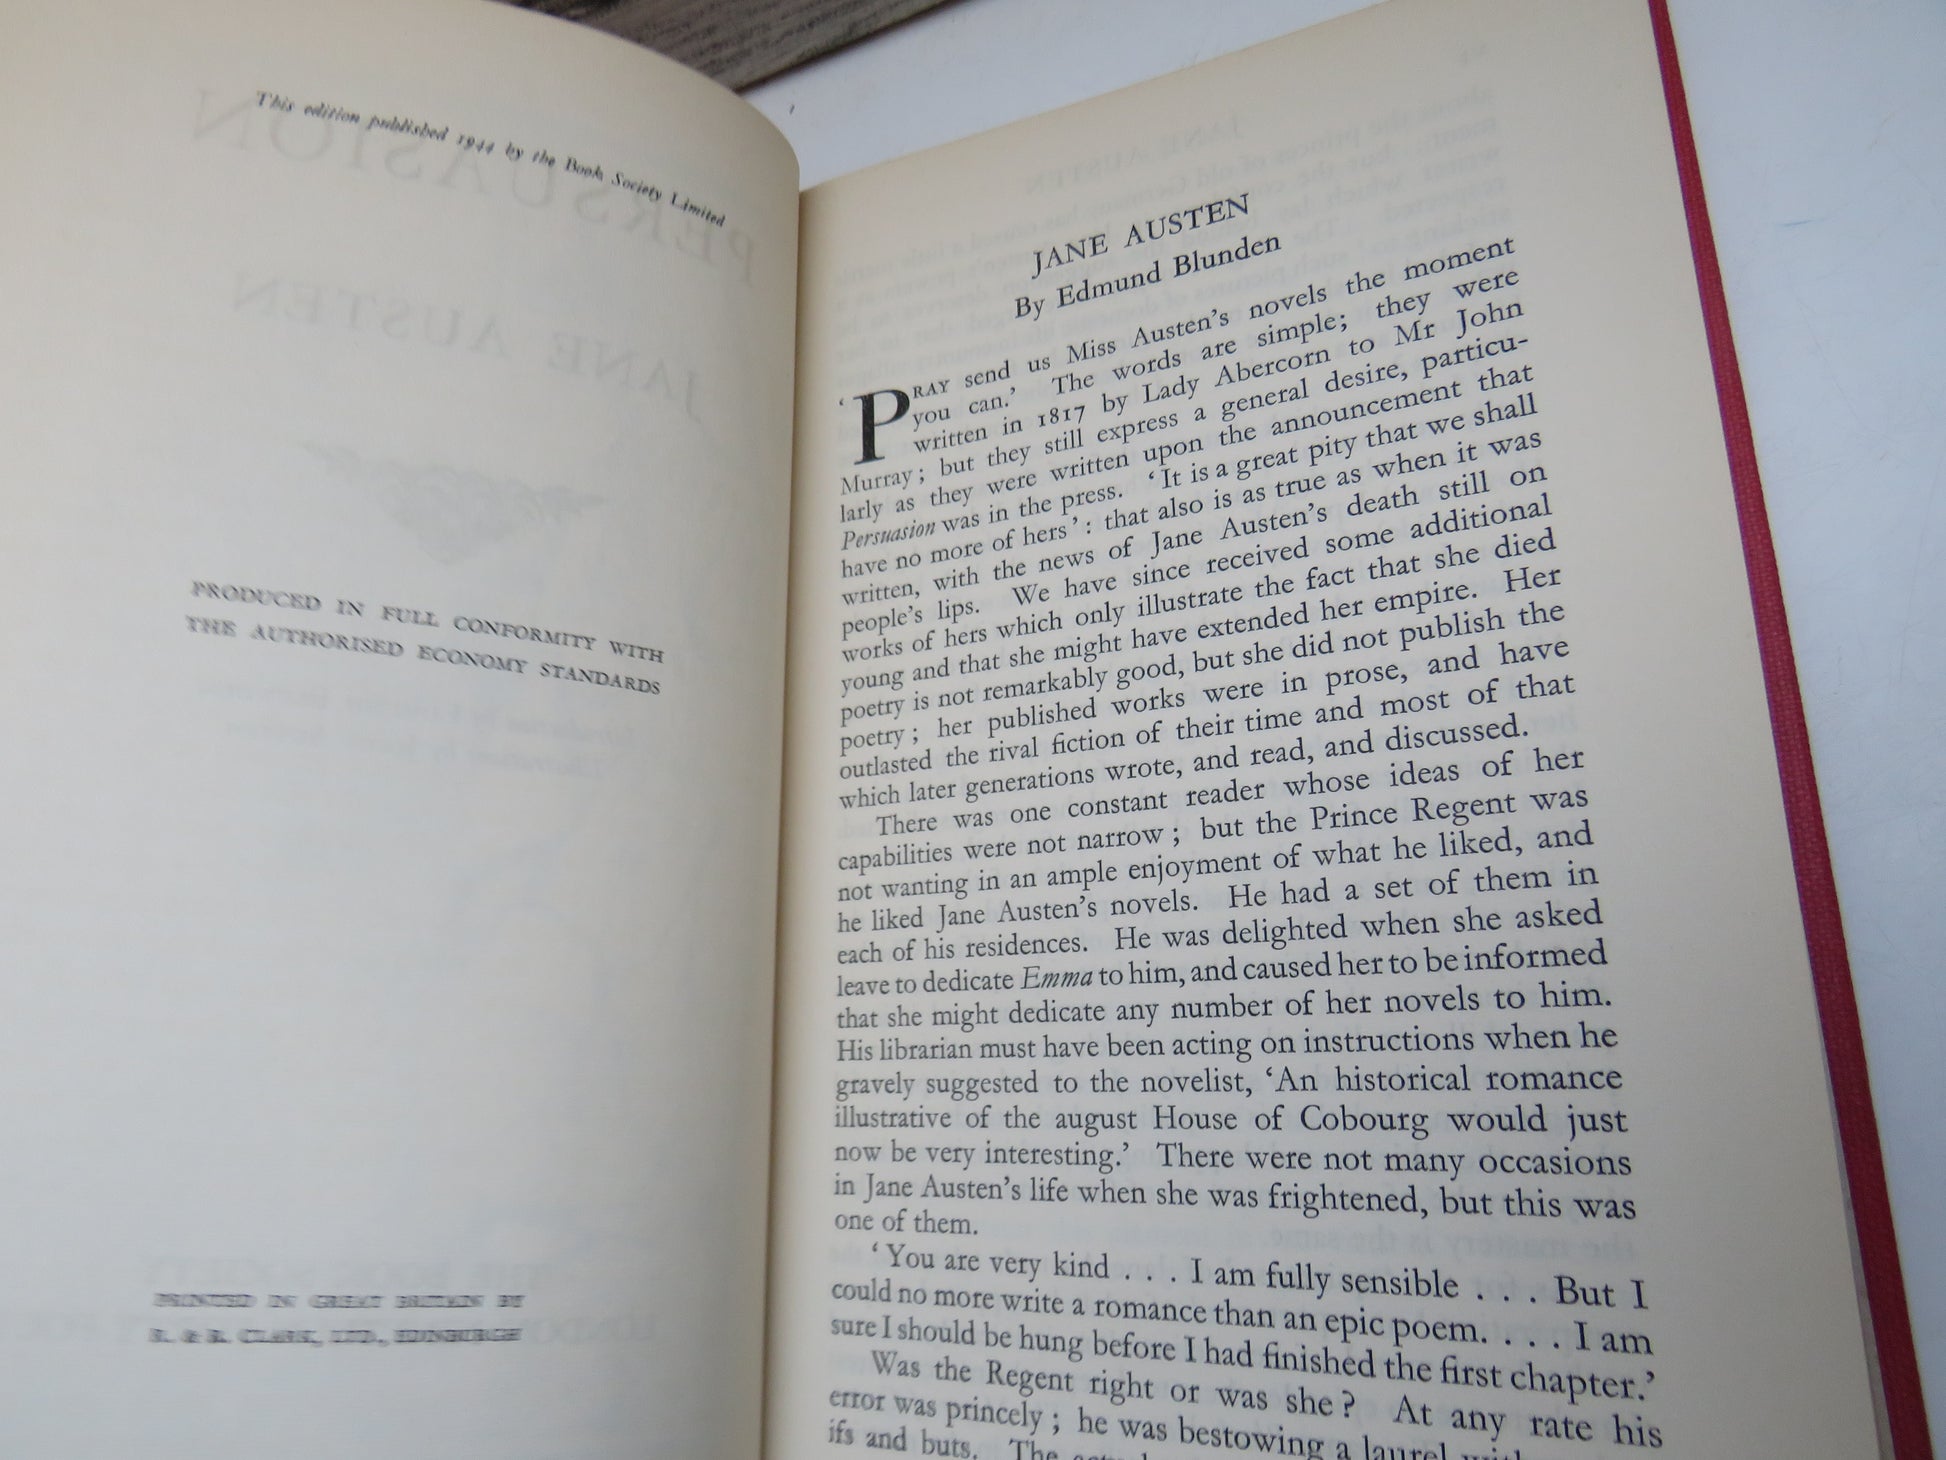 This edition published 1944 by the Book Society Limited
PRODUCED IN FULL CONFORMITY WITH
THE AUTHORISED ECONOMY STANDARDS
PRINTED IN GREAT BRITAIN BY
R. & R. CLARK, LTD., EDINBURGH
JANE AUSTEN
By Edmund Blunden
‘PRAY send us Miss Austen’s novels the moment
you can.’ The words are simple; they were
written in 1817 by Lady Abercorn to Mr John
Murray; but they still express a general desire, particu-
larly as they were written upon the announcement that
Persuasion was in the press. ‘It is a great pity that we shall
have no more of hers’: that also is as true as when it was
written, with the news of Jane Austen’s death still on
people’s lips. We have since received some additional
works of hers which only illustrate the fact that she died
young and that she might have extended her empire. Her
poetry is not remarkably good, but she did not publish the
poetry; her published works were in prose, and have
outlasted the rival fiction of their time and most of that
which later generations wrote, and read, and discussed.
There was one constant reader whose ideas of her
capabilities were not narrow; but the Prince Regent was
not wanting in an ample enjoyment of what he liked, and
he liked Jane Austen’s novels. He had a set of them in
each of his residences. He was delighted when she asked
leave to dedicate Emma to him, and caused her to be informed
that she might dedicate any number of her novels to him.
His librarian must have been acting on instructions when he
gravely suggested to the novelist, ‘An historical romance
illustrative of the august House of Cobourg would just
now be very interesting.’ There were not many occasions
in Jane Austen’s life when she was frightened, but this was
one of them.
‘You are very kind . . . I am fully sensible . . . But I
could no more write a romance than an epic poem. . . . I am
sure I should be hung before I had finished the first chapter.’
Was the Regent right or was she? At any rate his
error was princely; he was bestowing a laurel
ifs and buts. The